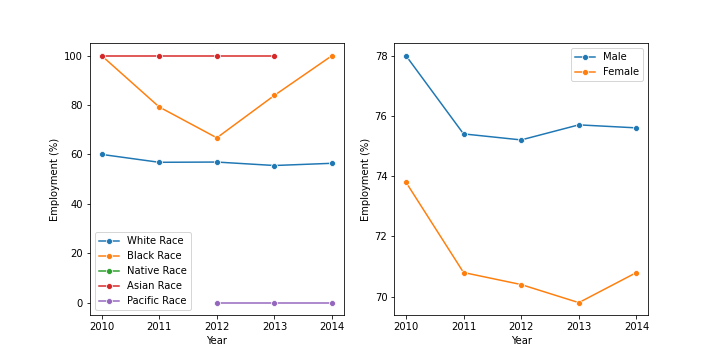 100
80
60
40
20
0
Employment (%)
White Race
Black Race
Native Race
Asian Race
Pacific Race
2010 2011 2012 2013 2014
Year
78
76
74
72
70
Employment (%)
Male
Female
2010 2011 2012 2013 2014
Year